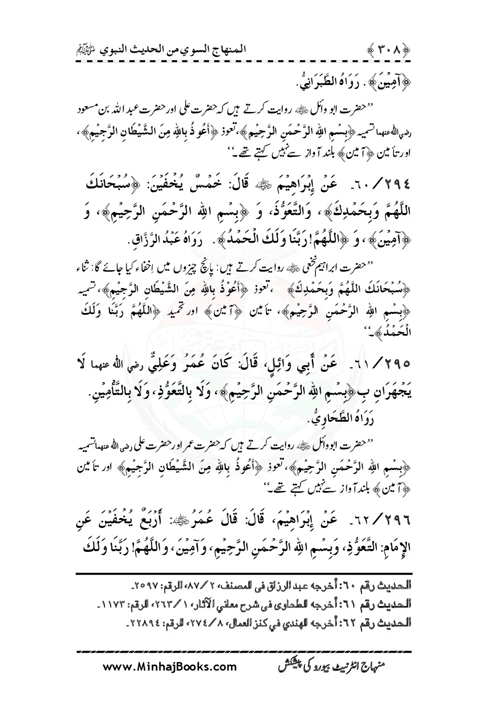 ﴿۳۰۸﴾ المنهاج السوي من الحديث النبوي ﷺ
﴿آمِيْنَ﴾. رَوَاهُ الطَّبَرَانِيُّ.
’’حضرت ابو وائل ﷺ روایت کرتے ہیں کہ حضرت علی اور حضرت عبد اللہ بن مسعود
رضی اللہ عنہما تسمیہ ﴿بِسْمِ اللهِ الرَّحْمَنِ الرَّحِيْمِ﴾، تعوذ ﴿أَعُوْذُ بِاللهِ مِنَ الشَّيْطَانِ الرَّجِيْمِ﴾،
اور تأمین ﴿آمین﴾ بلند آواز سے نہیں کہتے تھے۔‘‘
٢٩٤/٦٠. عَنْ إِبْرَاهِيْمَ ﷺ قَالَ: خَمْسٌ يُخْفَيْنَ: ﴿سُبْحَانَكَ
اللَّهُمَّ وَبِحَمْدِكَ﴾، وَالتَّعَوُّذَ، وَ ﴿بِسْمِ اللهِ الرَّحْمَنِ الرَّحِيْمِ﴾، وَ
﴿آمِيْنَ﴾، وَ ﴿اللَّهُمَّ! رَبَّنَا وَلَكَ الْحَمْدُ﴾. رَوَاهُ عَبْدُ الرَّزَّاقِ.
’’حضرت ابراہیم نخعی ﷺ روایت کرتے ہیں: پانچ چیزوں میں اِخفاء کیا جائے گا: ثناء
﴿سُبْحَانَكَ اللَّهُمَّ وَبِحَمْدِكَ﴾ ، تعوذ ﴿أَعُوْذُ بِاللهِ مِنَ الشَّيْطَانِ الرَّجِيْمِ﴾، تسمیہ
﴿بِسْمِ اللهِ الرَّحْمَنِ الرَّحِيْمِ﴾، تأمین ﴿آمین﴾ اور تحمید ﴿اللَّهُمَّ رَبَّنَا وَلَكَ
الْحَمْدُ﴾۔‘‘
٢٩٥/٦١. عَنْ أَبِي وَائِلٍ، قَالَ: كَانَ عُمَرُ وَعَلِيٌّ رضي الله عنهما لَا
يَجْهَرَانِ بِـ ﴿بِسْمِ اللهِ الرَّحْمَنِ الرَّحِيْمِ﴾، وَلَا بِالتَّعَوُّذِ، وَلَا بِالتَّأْمِيْنِ.
رَوَاهُ الطَّحَاوِيُّ.
’’حضرت ابو وائل ﷺ روایت کرتے ہیں کہ حضرت عمر اور حضرت علی رضی اللہ عنہما تسمیہ
﴿بِسْمِ اللهِ الرَّحْمَنِ الرَّحِيْمِ﴾، تعوذ ﴿أَعُوذُ بِاللهِ مِنَ الشَّيْطَانِ الرَّجِيْمِ﴾ اور تأمین
﴿آمین﴾ بلند آواز سے نہیں کہتے تھے۔‘‘
٢٩٦/٦٢. عَنْ إِبْرَاهِيْمَ، قَالَ: قَالَ عُمَرُ ﷺ: أَرْبَعٌ يُخْفَيْنَ عَنِ
الإِمَامِ: التَّعَوُّذِ، وَبِسْمِ اللهِ الرَّحْمَنِ الرَّحِيْمِ، وَآمِيْنَ، وَاللَّهُمَّ! رَبَّنَا وَلَكَ
الحديث رقم ٦٠: أخرجه عبد الرزاق في المصنف، ٢/٨٧، الرقم: ٢٥٩٧۔
الحديث رقم ٦١: أخرجه الطحاوي في شرح معاني الآثار، ١/٢٦٣، الرقم: ١١٧٣۔
الحديث رقم ٦٢: أخرجه الهندي في كنز العمال، ٨/٢٧٤، الرقم: ٢٢٨٩٤۔
منہاج انٹرنیٹ بیورو کی پیشکش www.MinhajBooks.com